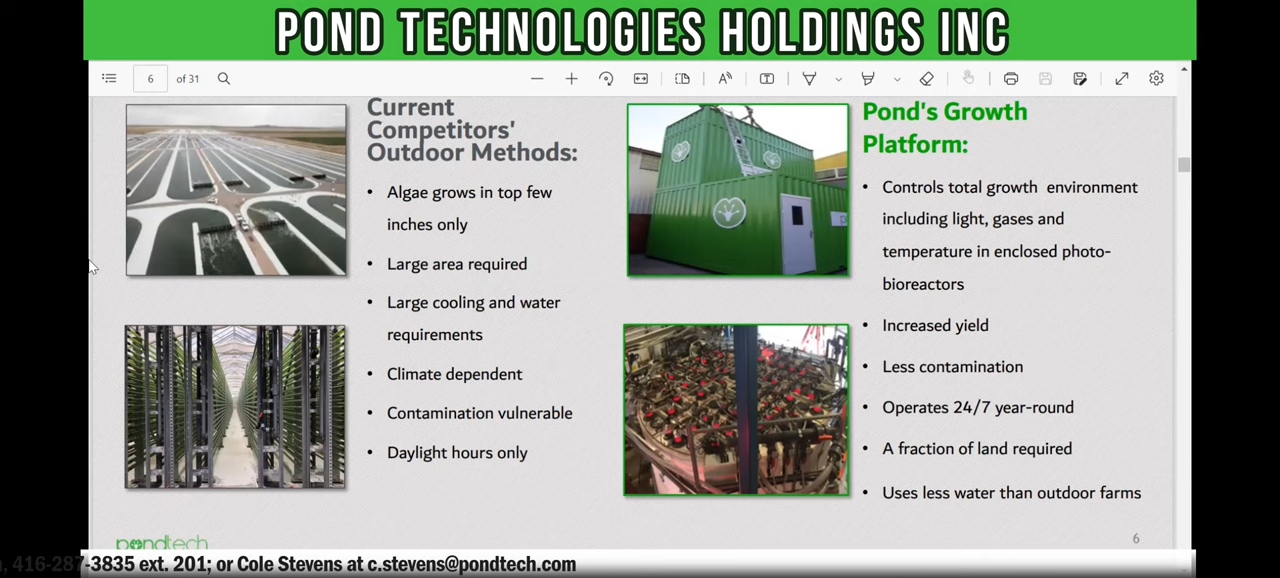 POND TECHNOLOGIES HOLDINGS INC
6 of 31
Current
Competitors'
Outdoor Methods:
• Algae grows in top few
inches only
• Large area required
• Large cooling and water
requirements
• Climate dependent
• Contamination vulnerable
• Daylight hours only
Pond's Growth
Platform:
• Controls total growth environment
including light, gases and
temperature in enclosed photo-
bioreactors
• Increased yield
• Less contamination
• Operates 24/7 year-round
• A fraction of land required
• Uses less water than outdoor farms
pondtech
6
, 416-287-3835 ext. 201; or Cole Stevens at c.stevens@pondtech.com